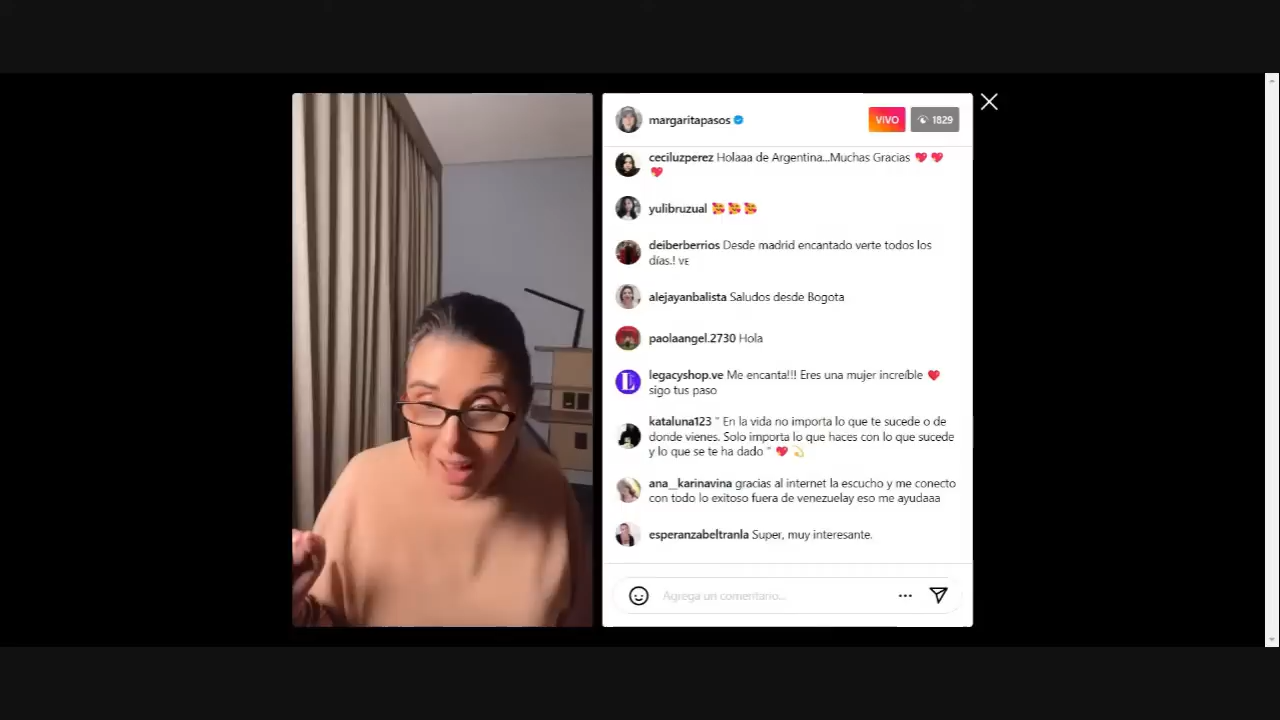 margaritapasos
VIVO
1829
ceciluzperez Holaaa de Argentina...Muchas Gracias 💖 💖
💖
yulibruzual 🥰 🥰 🥰
deiberberrios Desde madrid encantado verte todos los
días.! VE
alejayanbalista Saludos desde Bogota
paolaangel.2730 Hola
legacyshop.ve Me encanta!!! Eres una mujer increíble ❤️
sigo tus paso
kataluna123 " En la vida no importa lo que te sucede o de
donde vienes. Solo importa lo que haces con lo que sucede
y lo que se te ha dado " ❤️ 💫
ana__karinavina gracias al internet la escucho y me conecto
con todo lo exitoso fuera de venezuelay eso me ayudaaa
esperanzabeltranla Super, muy interesante.
Agrega un comentario...